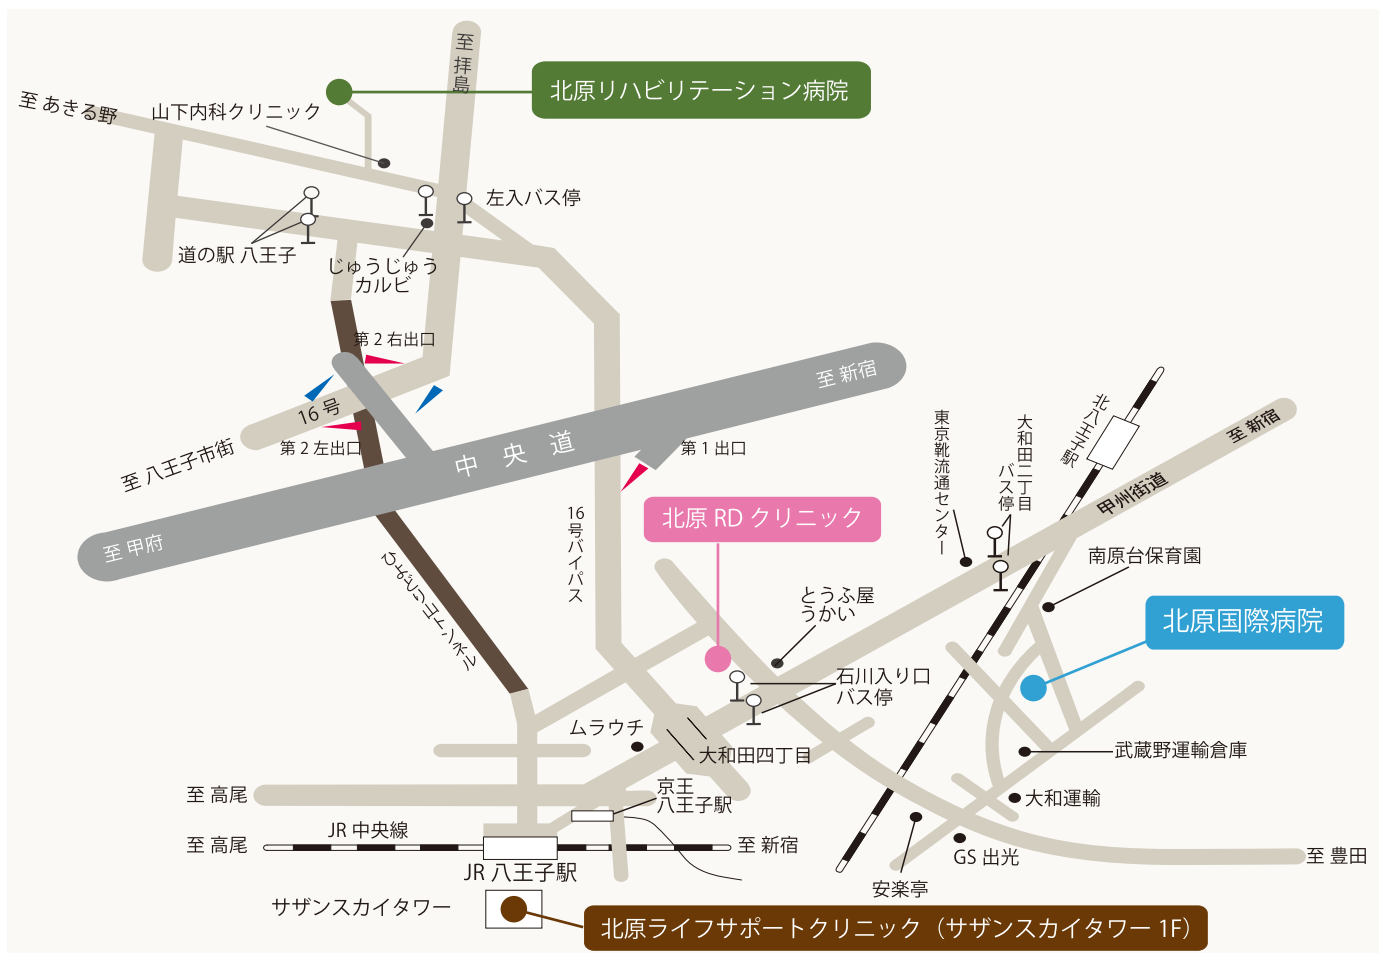 至 拝島
北原リハビリテーション病院
至 あきる野
山下内科クリニック
左入バス停
道の駅 八王子
じゅうじゅう
カルビ
第2右出口
至 新宿
16号
至 八王子市街
第2左出口
中央道
第1出口
至 甲府
北八王子駅
至 新宿
東京靴流通センター
大和田二丁目
バス停
甲州街道
16号バイパス
北原 RD クリニック
ひよどり山トンネル
南原台保育園
とうふ屋
うかい
北原国際病院
石川入り口
バス停
ムラウチ
大和田四丁目
武蔵野運輸倉庫
京王
八王子駅
至 高尾
大和運輸
JR 中央線
至 高尾
至 新宿
GS 出光
至 豊田
JR 八王子駅
安楽亭
サザンスカイタワー
北原ライフサポートクリニック（サザンスカイタワー 1F）